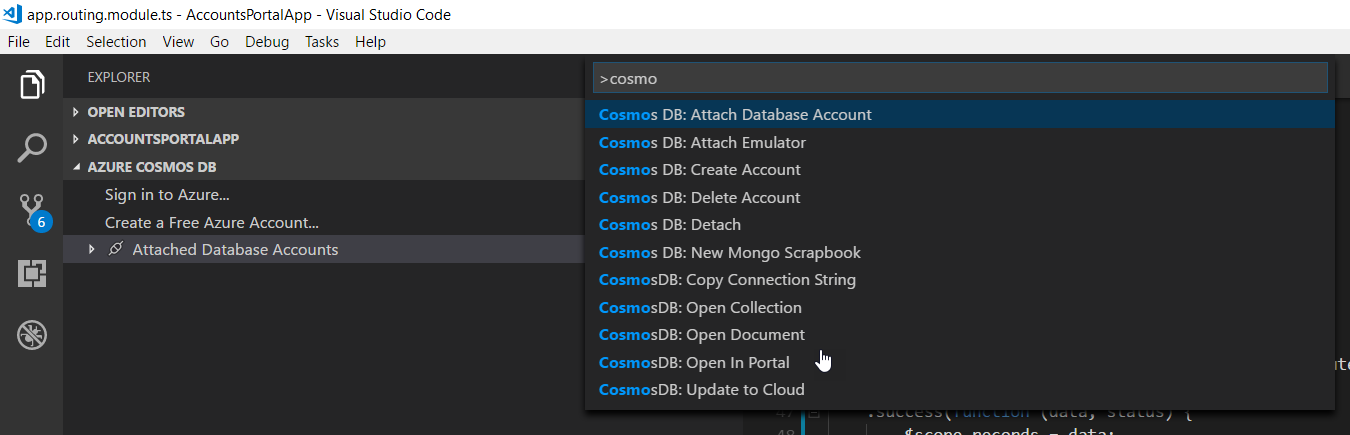 app.routing.module.ts - AccountsPortalApp - Visual Studio Code
File Edit Selection View Go Debug Tasks Help
EXPLORER
OPEN EDITORS
ACCOUNTSPORTALAPP
AZURE COSMOS DB
Sign in to Azure...
Create a Free Azure Account...
Attached Database Accounts
6
>cosmo
Cosmos DB: Attach Database Account
Cosmos DB: Attach Emulator
Cosmos DB: Create Account
Cosmos DB: Delete Account
Cosmos DB: Detach
Cosmos DB: New Mongo Scrapbook
CosmosDB: Copy Connection String
CosmosDB: Open Collection
CosmosDB: Open Document
CosmosDB: Open In Portal
CosmosDB: Update to Cloud
47 .success(function (data, status) {
48 $scope.records = data;